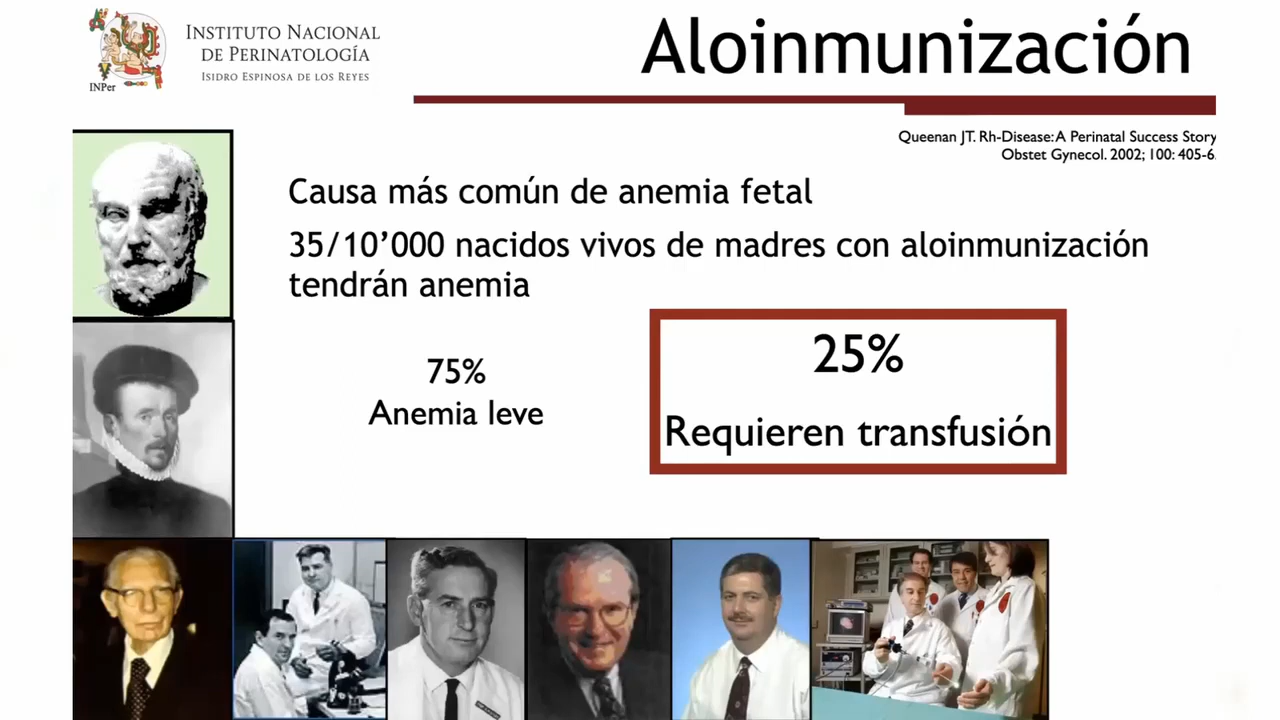 INSTITUTO NACIONAL
DE PERINATOLOGÍA
ISIDRO ESPINOSA DE LOS REYES
INPer
Aloinmunización
Queenan JT. Rh-Disease: A Perinatal Success Story
Obstet Gynecol. 2002; 100: 405-6.
Causa más común de anemia fetal
35/10’000 nacidos vivos de madres con aloinmunización
tendrán anemia
75%
Anemia leve
25%
Requieren transfusión